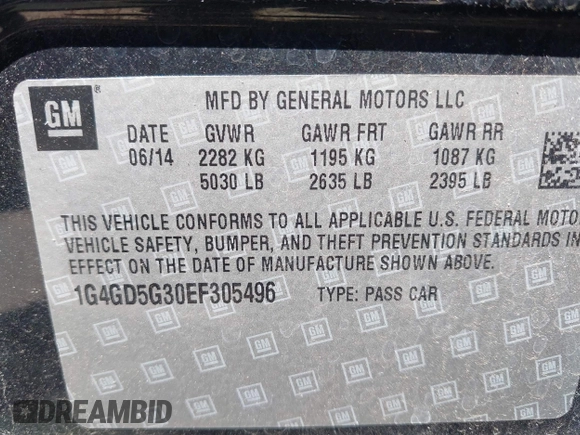 GM ®
MFD BY GENERAL MOTORS LLC
DATE GVWR GAWR FRT GAWR RR
06/14 2282 KG 1195 KG 1087 KG
5030 LB 2635 LB 2395 LB
THIS VEHICLE CONFORMS TO ALL APPLICABLE U.S. FEDERAL MOTO
VEHICLE SAFETY, BUMPER, AND THEFT PREVENTION STANDARDS IN
EFFECT ON THE DATE OF MANUFACTURE SHOWN ABOVE.
1G4GD5G30EF305496 TYPE: PASS CAR
DREAMBID